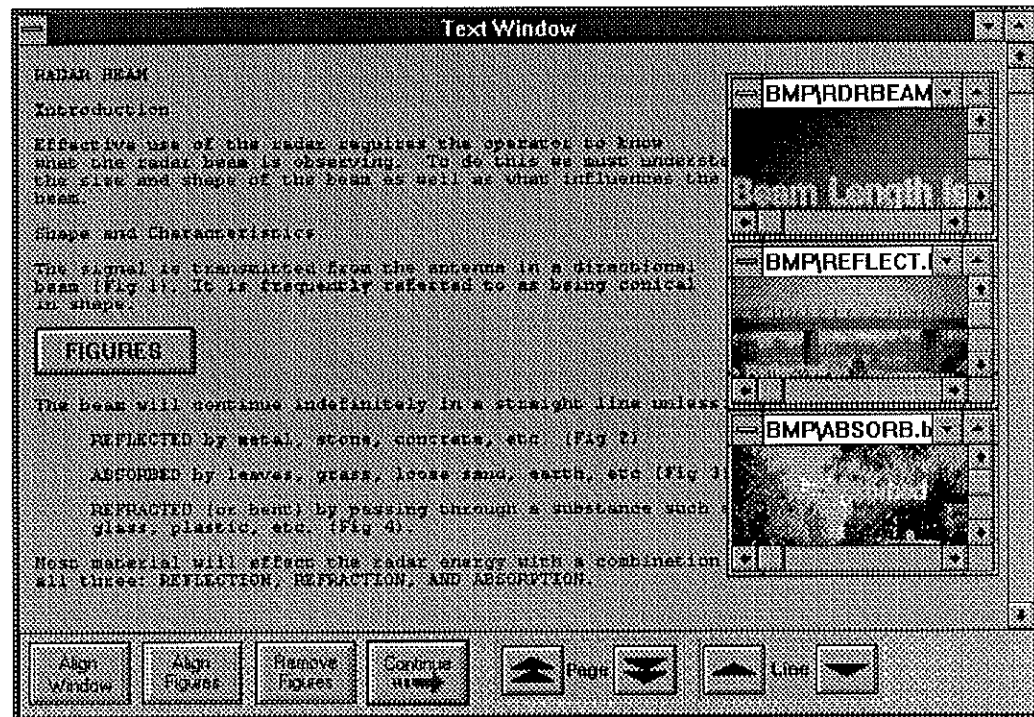 Text Window
RADAR BEAM
Introduction
Effective use of the radar requires the operator to know
what the radar beam is observing. To do this we must understa
the size and shape of the beam as well as what influences the
beam.
Shape and Characteristics
The signal is transmitted from the antenna in a directional
beam (Fig 1). It is frequently referred to as being conical
in shape.
FIGURES
The beam will continue indefinitely in a straight line unless
REFLECTED by metal, stone, concrete, etc. (Fig 2)
ABSORBED by leaves, grass, loose sand, earth, etc (Fig 3)
REFRACTED (or bent) by passing through a substance such
glass, plastic, etc. (Fig 4)
Most material will effect the radar energy with a combination
all three: REFLECTION, REFRACTION, AND ABSORPTION.
BMP\RDRBEAM
Beam Length is
BMP\REFLECT.
BMP\ABSORB.b
Align
Window
Align
Figures
Remove
Figures
Continue
Page
Line